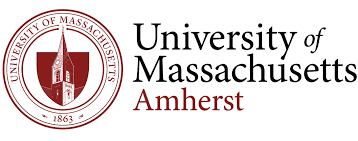 UNIVERSITY OF MASSACHUSETTS
1863
University of
Massachusetts
Amherst